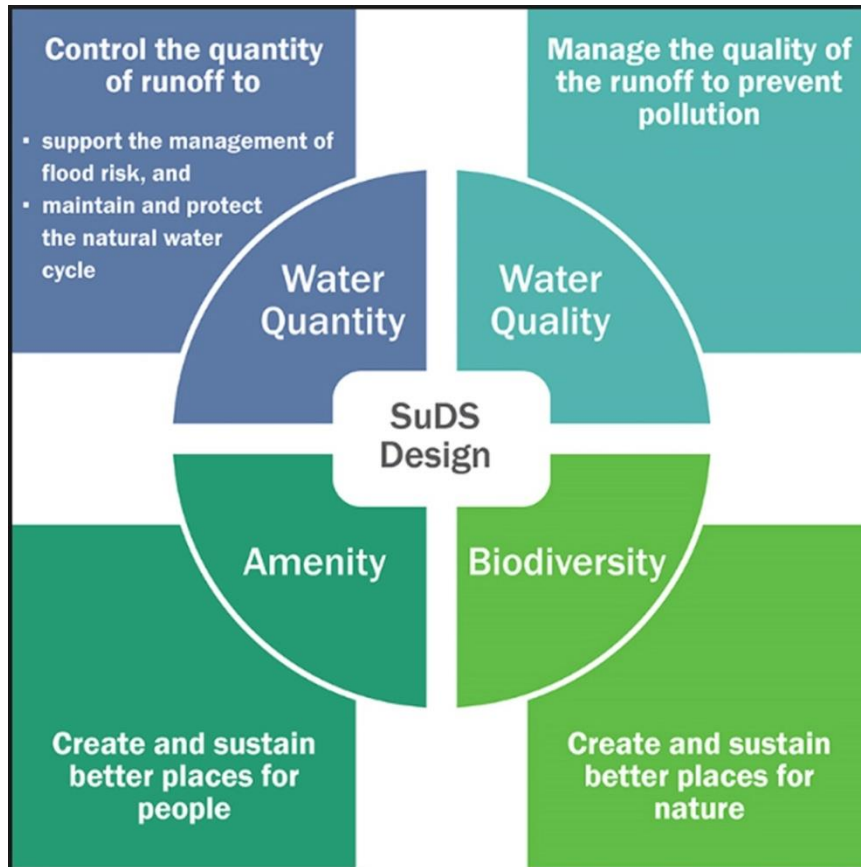 Control the quantity
of runoff to
▪ support the management of
flood risk, and
▪ maintain and protect
the natural water
cycle
Manage the quality of
the runoff to prevent
pollution
Water
Quantity
Water
Quality
SuDS
Design
Amenity
Biodiversity
Create and sustain
better places for
people
Create and sustain
better places for
nature